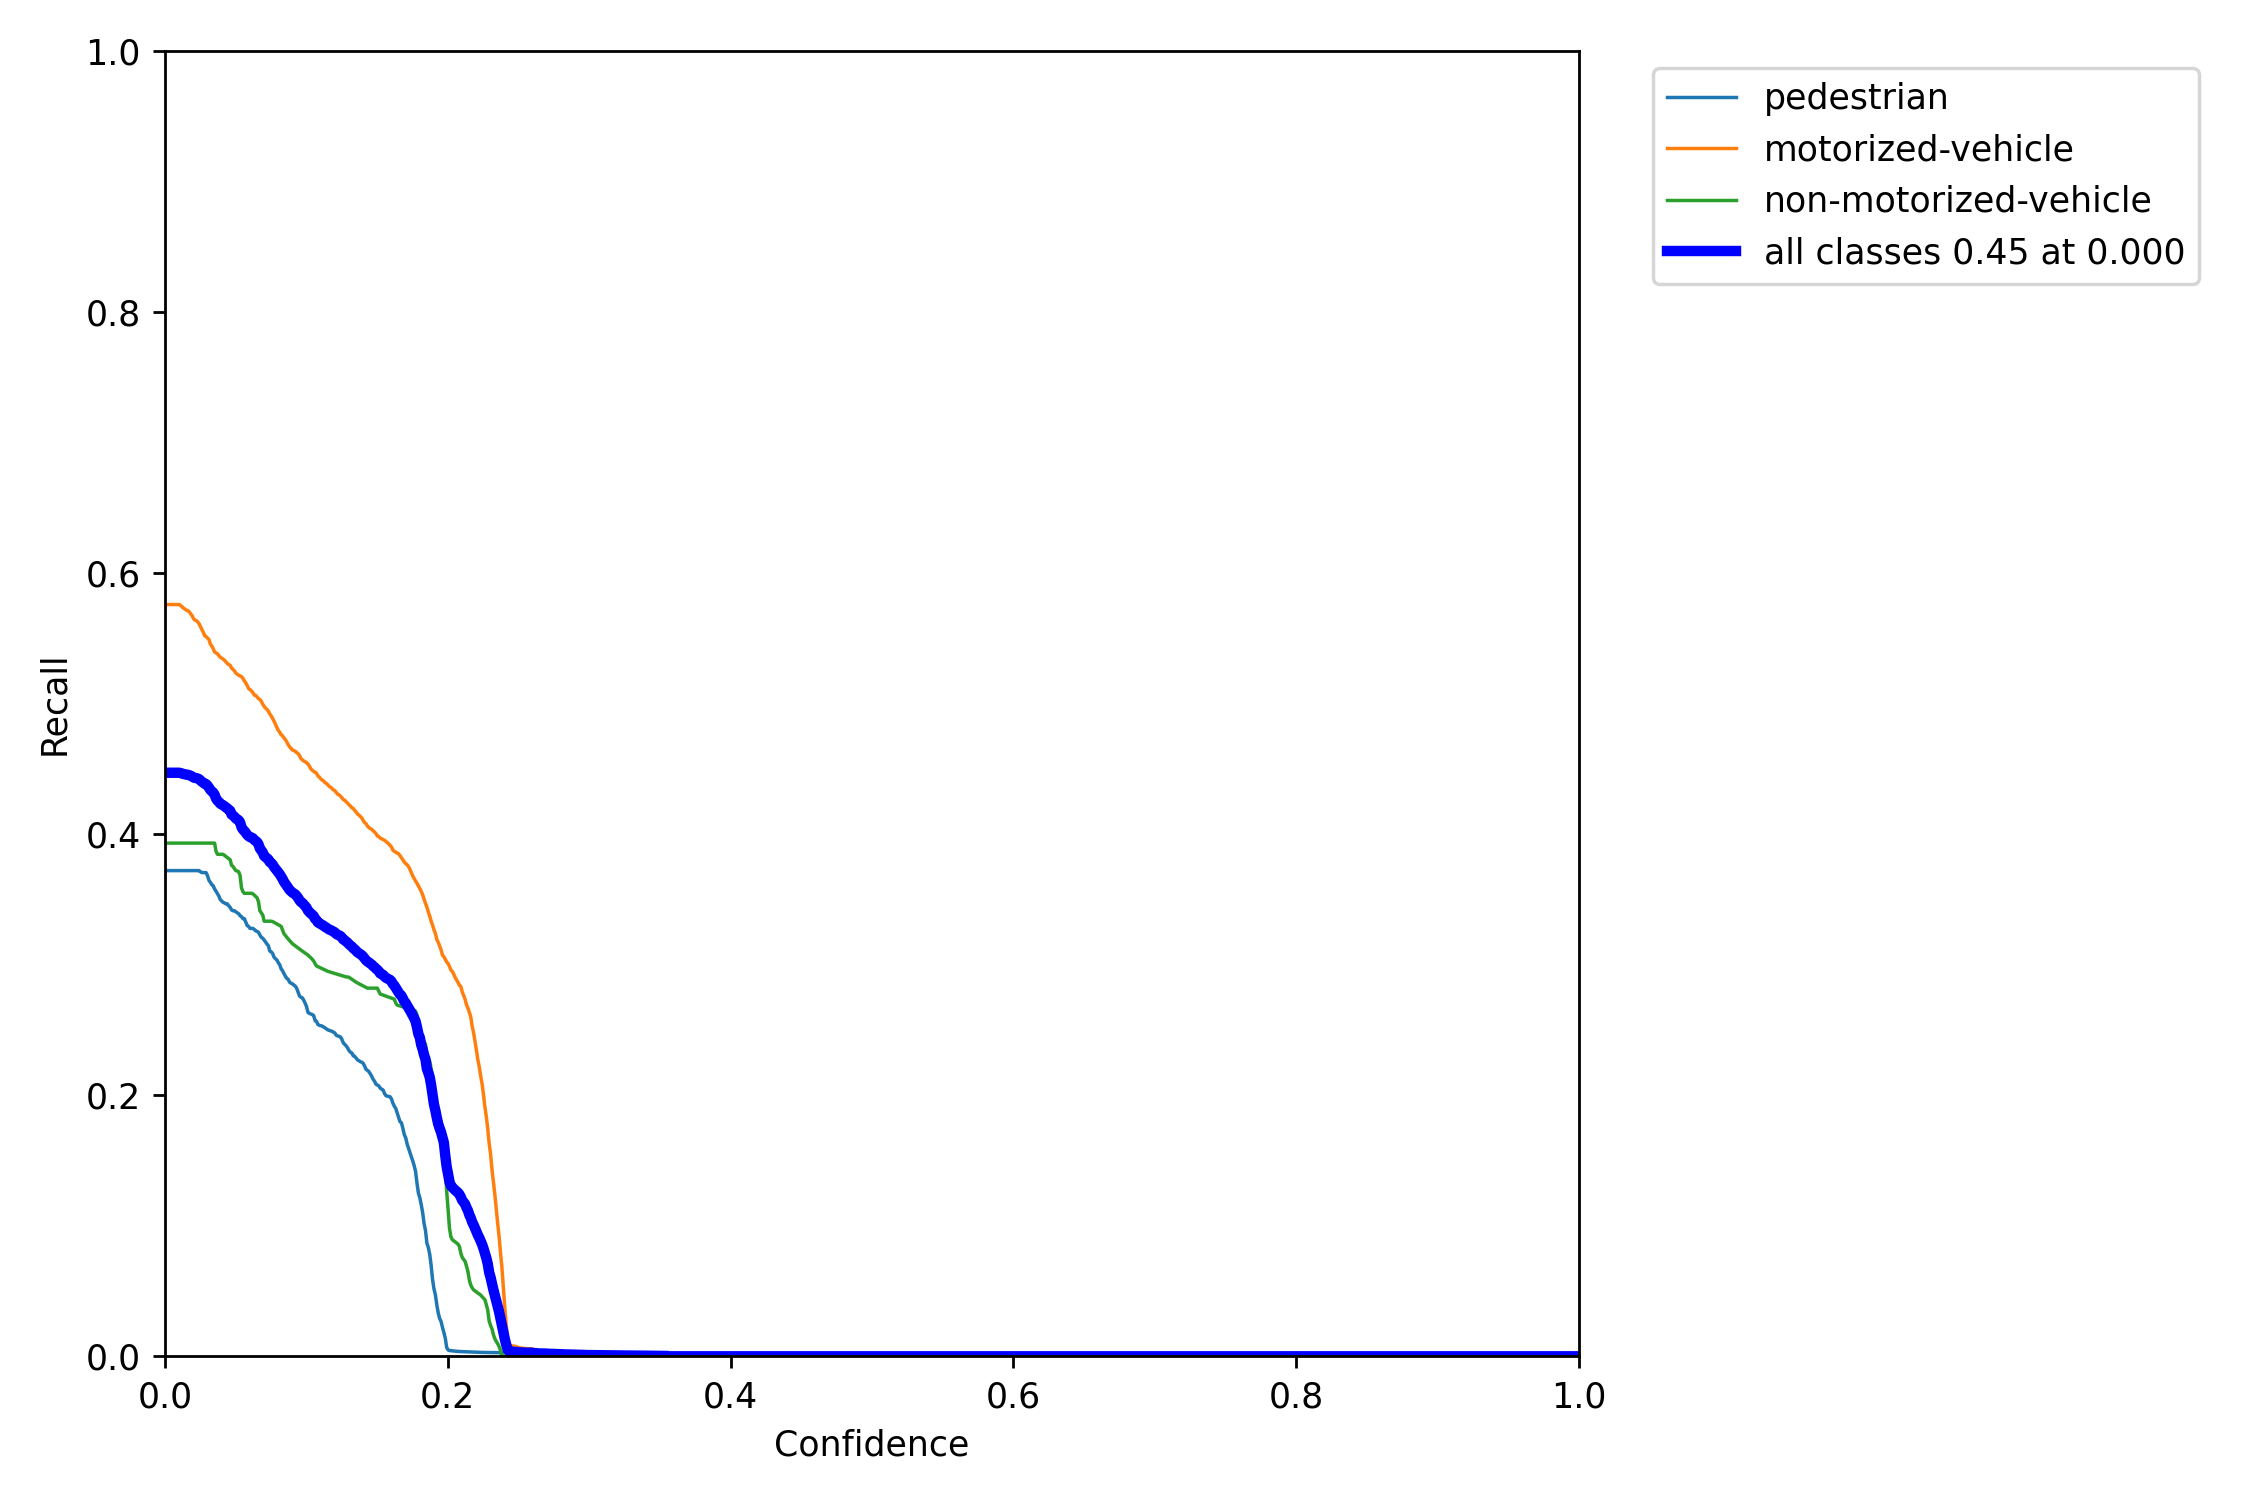 1.0
0.8
0.6
0.4
0.2
0.0
Recall
0.0 0.2 0.4 0.6 0.8 1.0
Confidence
pedestrian
motorized-vehicle
non-motorized-vehicle
all classes 0.45 at 0.000